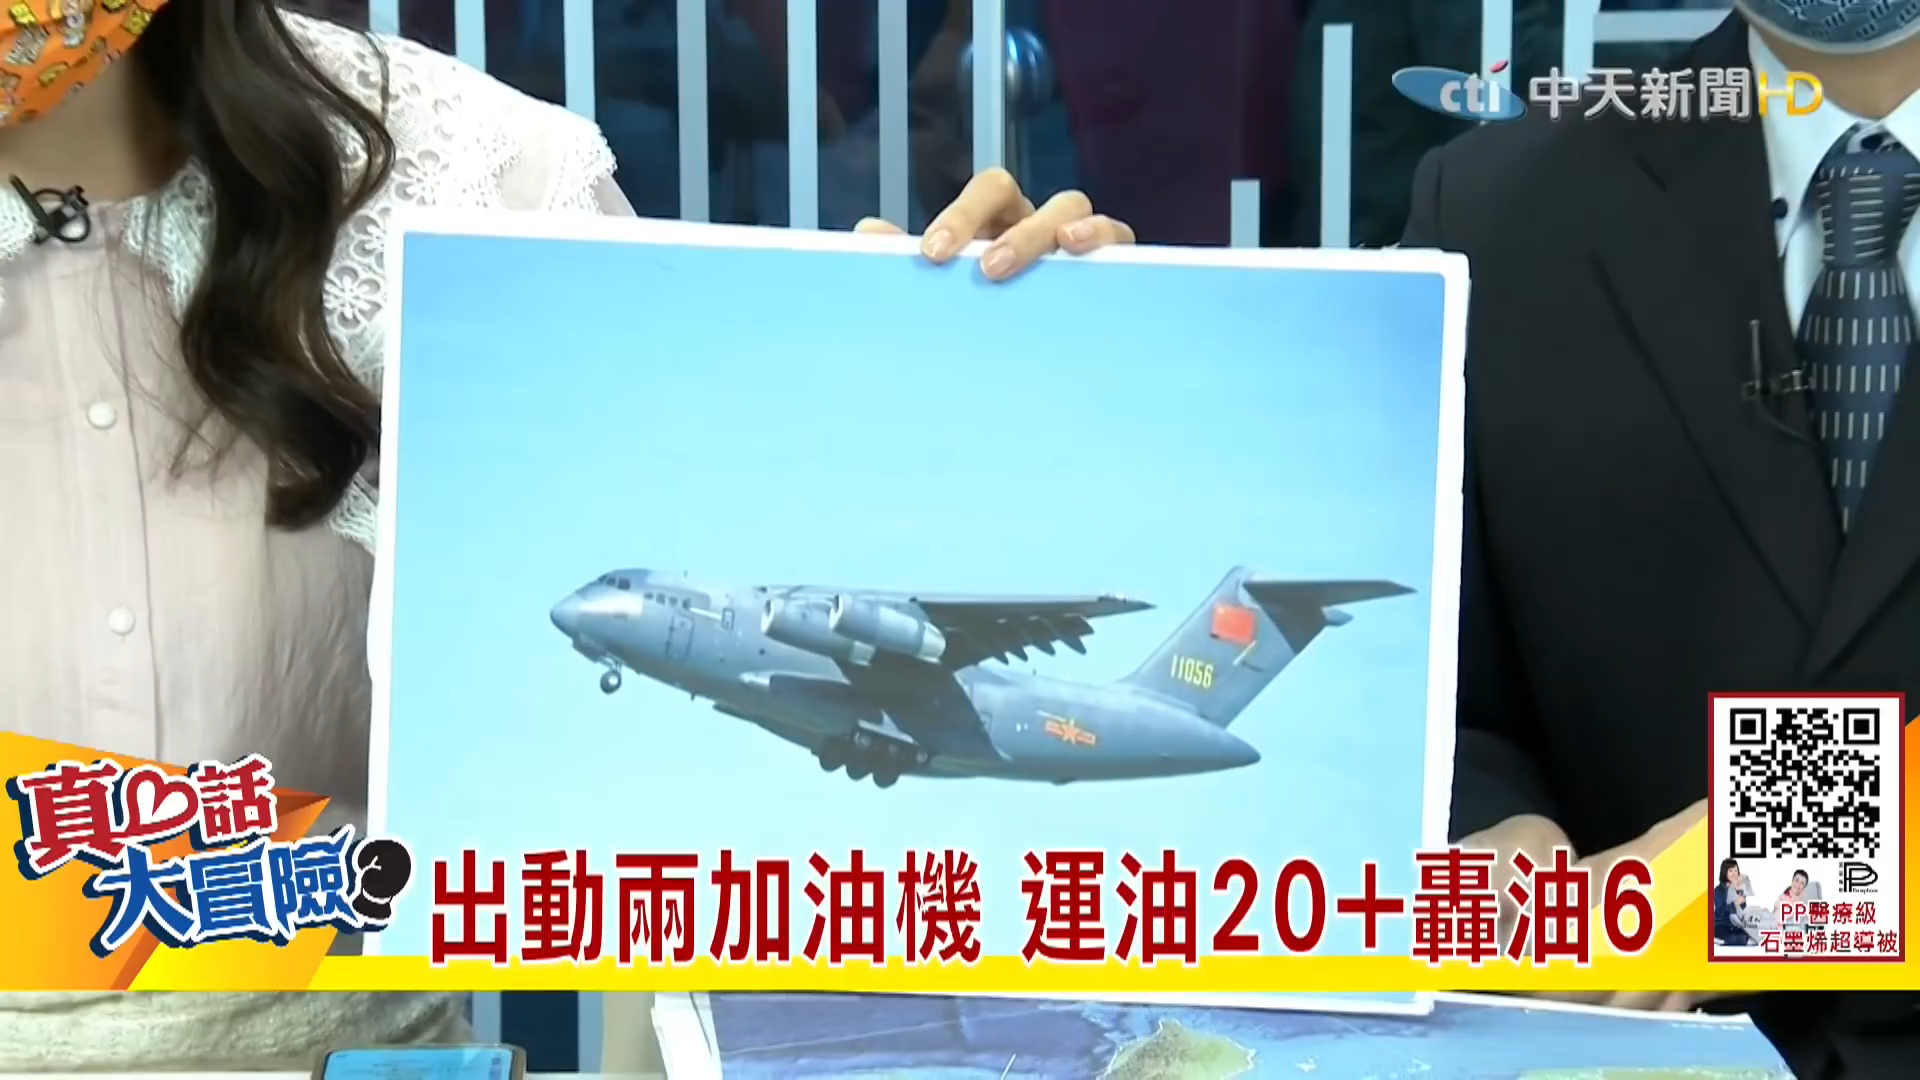 cti 中天新聞HD
11056
真心話
大冒險
出動兩加油機 運油20+轟油6
P
PP醫療級
石墨烯超導被